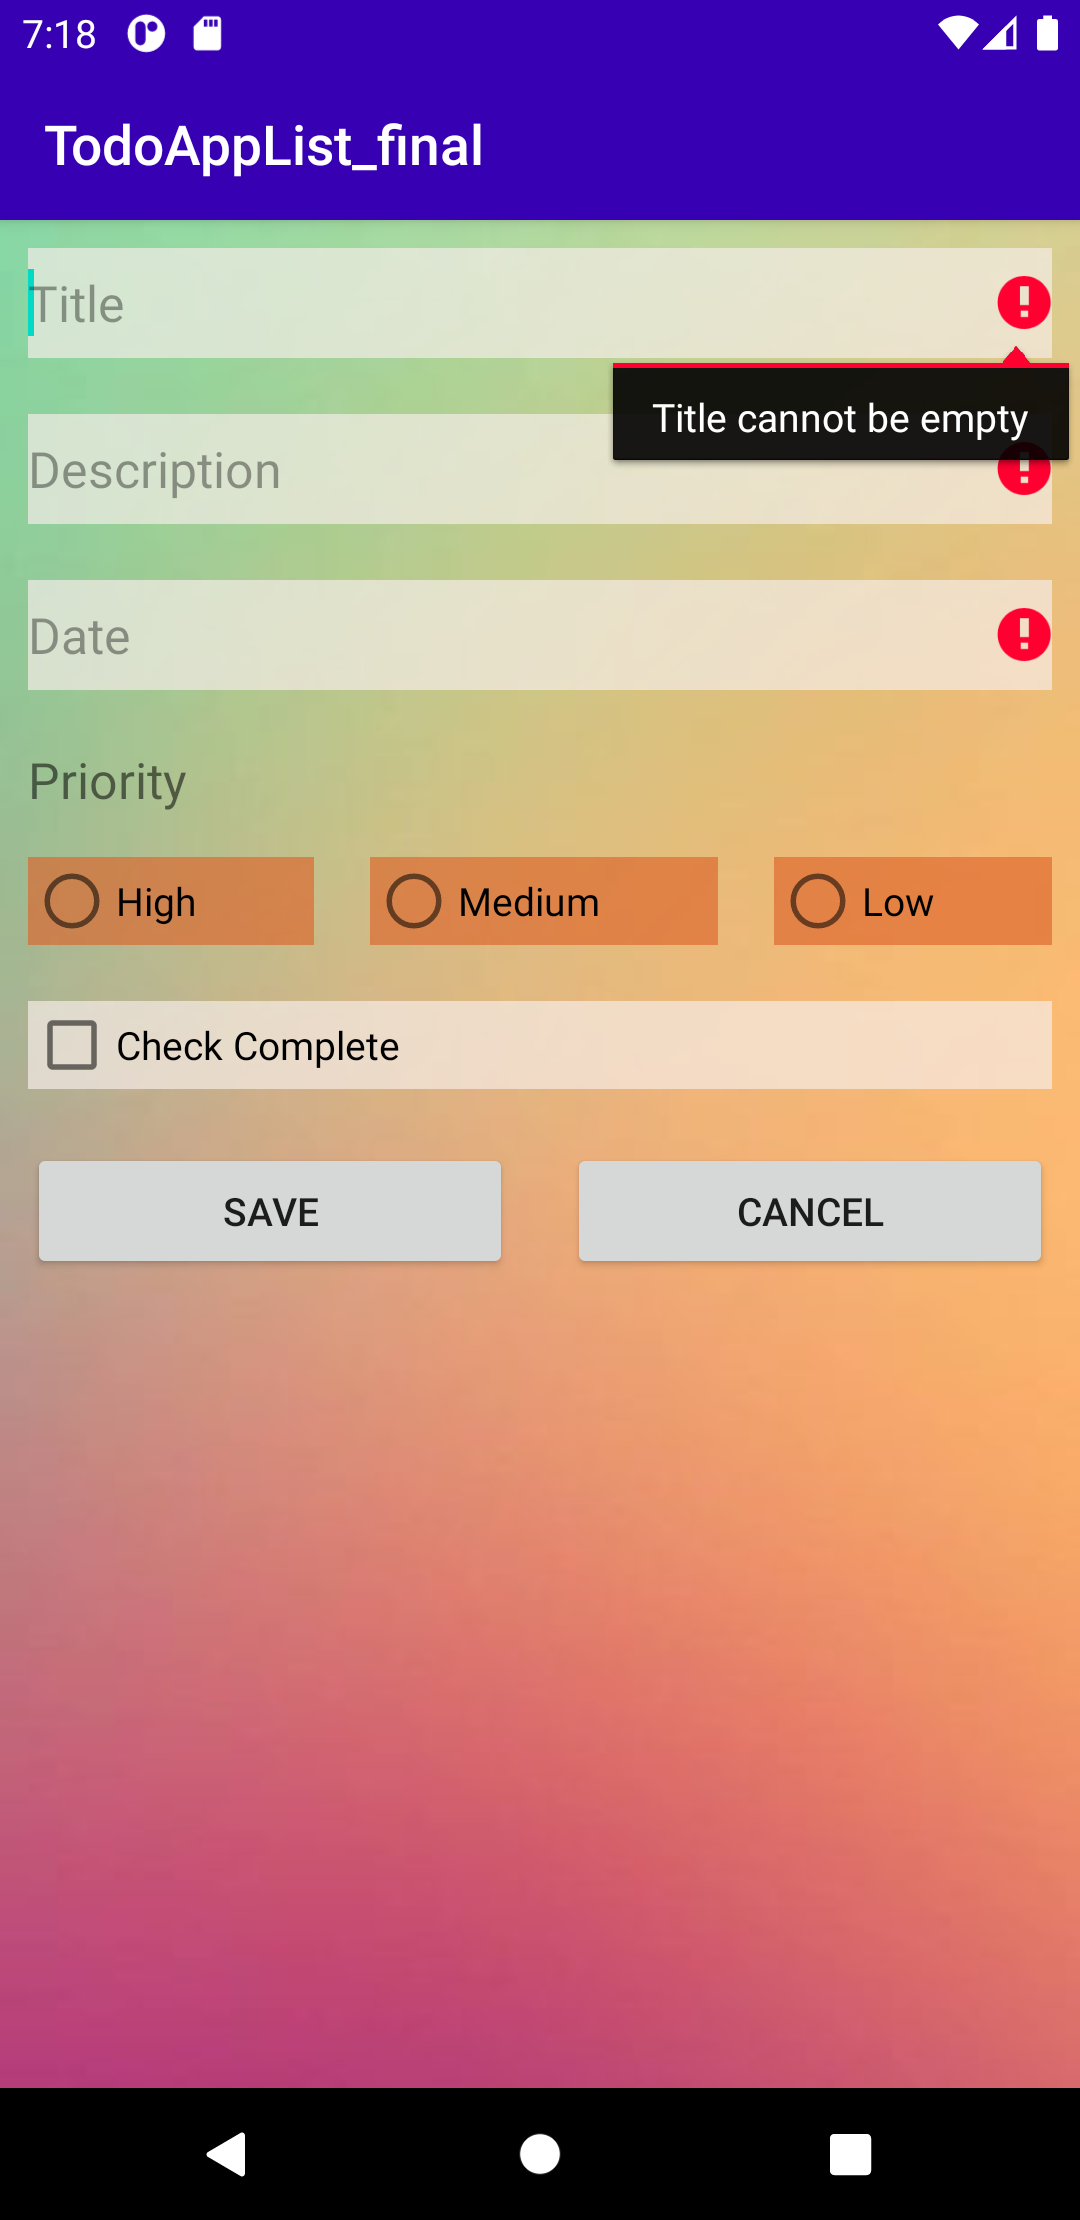 7:18
TodoAppList_final
Title
Title cannot be empty
Description
Date
Priority
High Medium Low
Check Complete
SAVE CANCEL